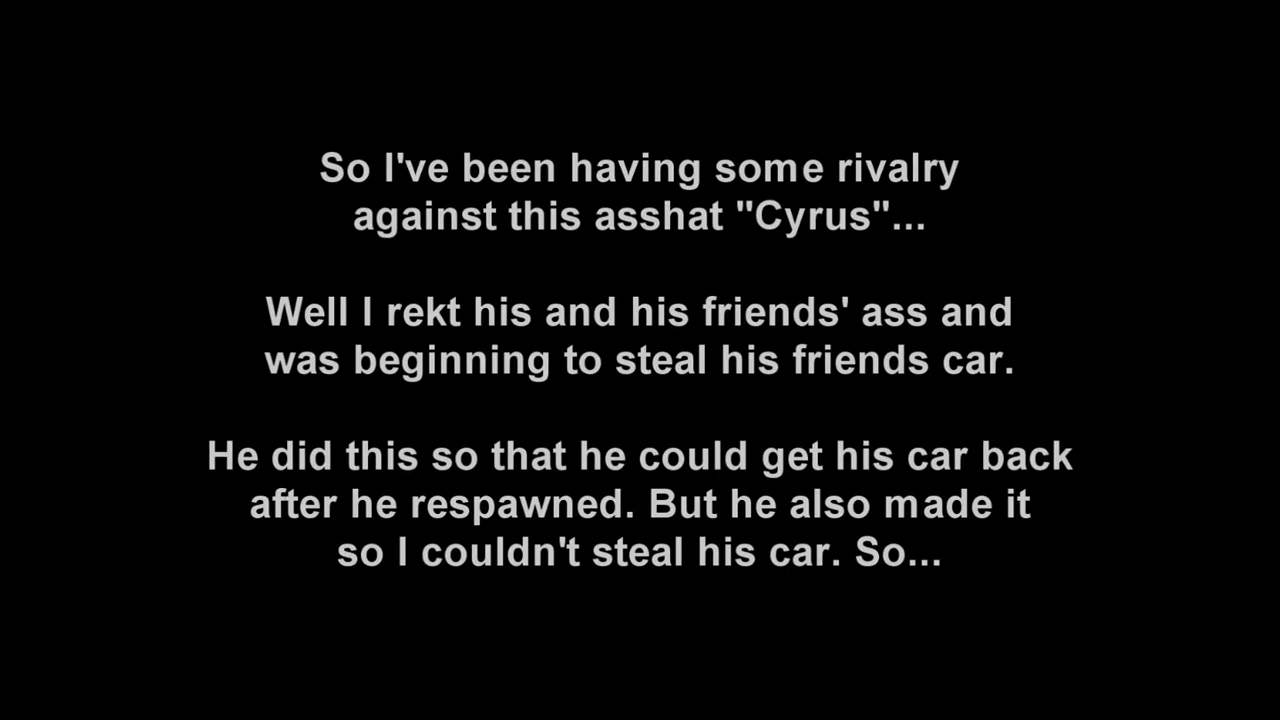 So I've been having some rivalry
against this asshat "Cyrus"...
Well I rekt his and his friends' ass and
was beginning to steal his friends car.
He did this so that he could get his car back
after he respawned. But he also made it
so I couldn't steal his car. So...